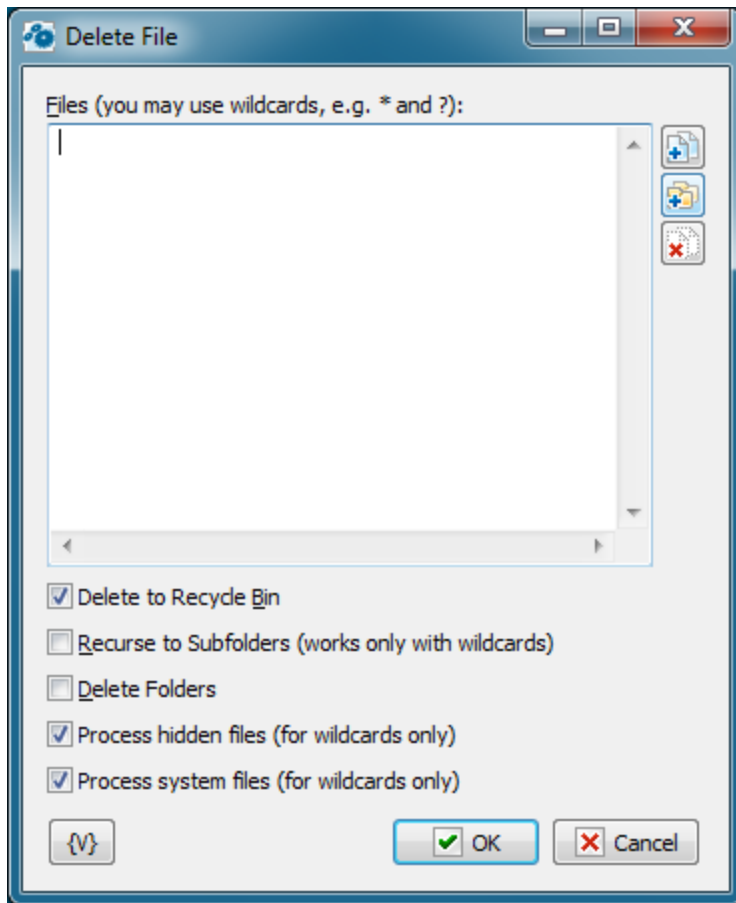 Delete File
Files (you may use wildcards, e.g. * and ?):
Delete to Recycle Bin
Recurse to Subfolders (works only with wildcards)
Delete Folders
Process hidden files (for wildcards only)
Process system files (for wildcards only)
{V} OK Cancel